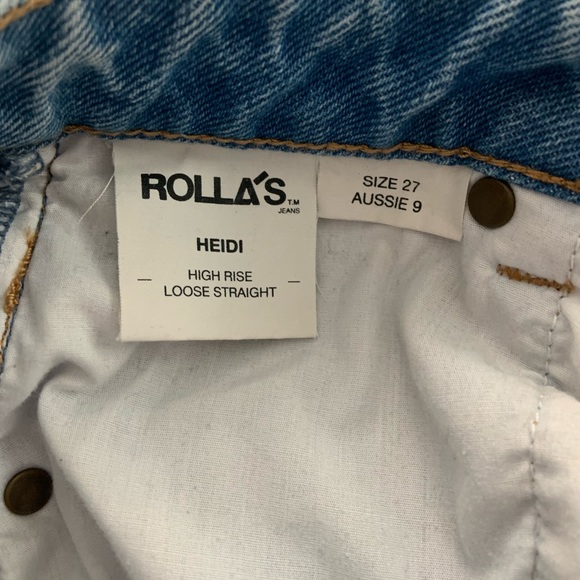 ROLLA'S TM
JEANS
HEIDI
HIGH RISE
LOOSE STRAIGHT
SIZE 27
AUSSIE 9